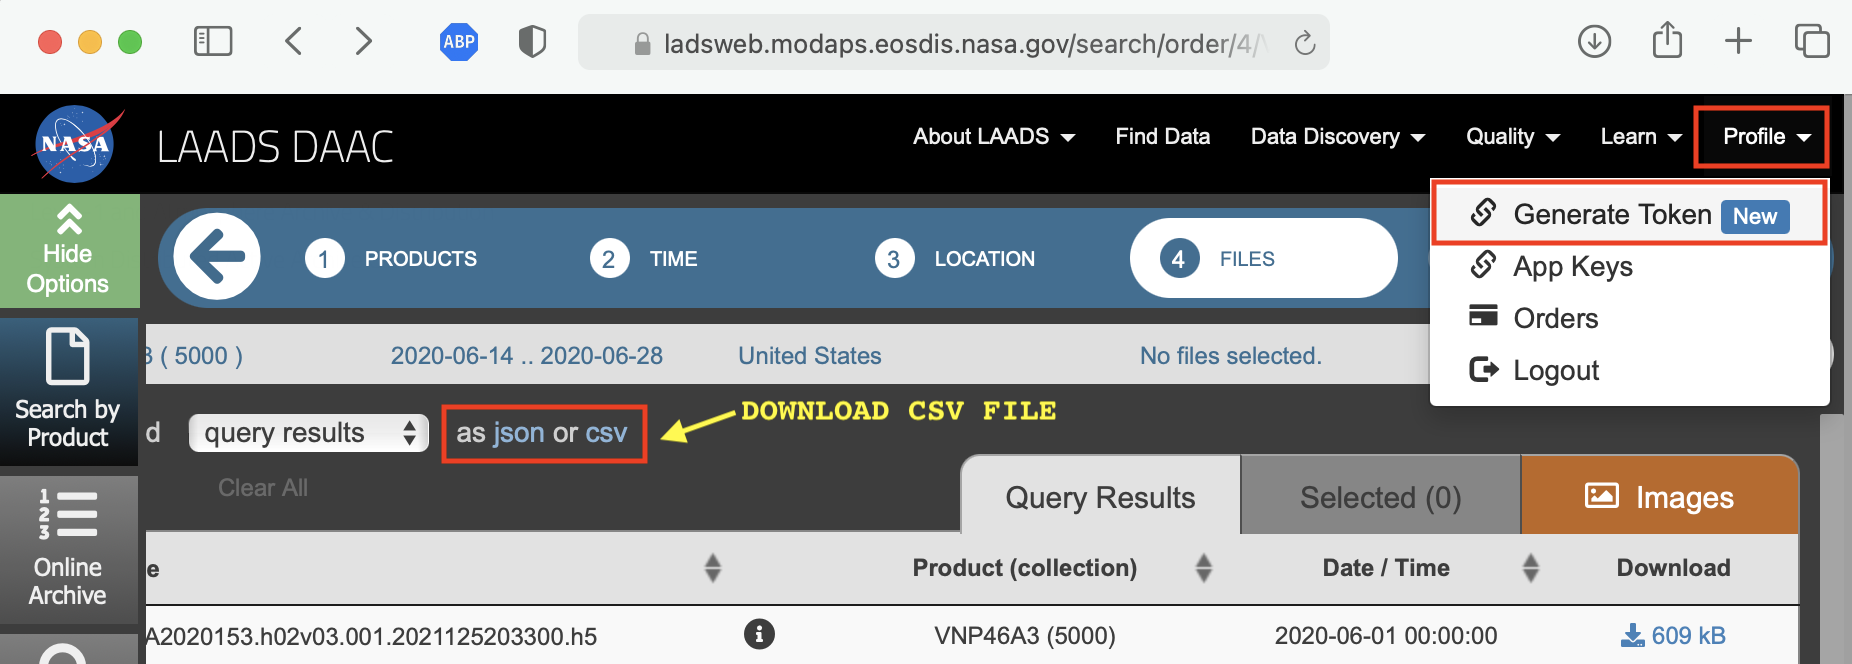 ABP
ladsweb.modaps.eosdis.nasa.gov/search/order/4/
NASA
LAADS DAAC
About LAADS
Find Data
Data Discovery
Quality
Learn
Profile
Generate Token New
App Keys
Orders
Logout
Hide
Options
1 PRODUCTS
2 TIME
3 LOCATION
4 FILES
3 ( 5000 )
2020-06-14 .. 2020-06-28
United States
No files selected.
Search by
Product
d
query results
as json or csv
DOWNLOAD CSV FILE
Clear All
Query Results
Selected (0)
Images
1
2
3
Online
Archive
e
Product (collection)
Date / Time
Download
A2020153.h02v03.001.2021125203300.h5
VNP46A3 (5000)
2020-06-01 00:00:00
609 kB